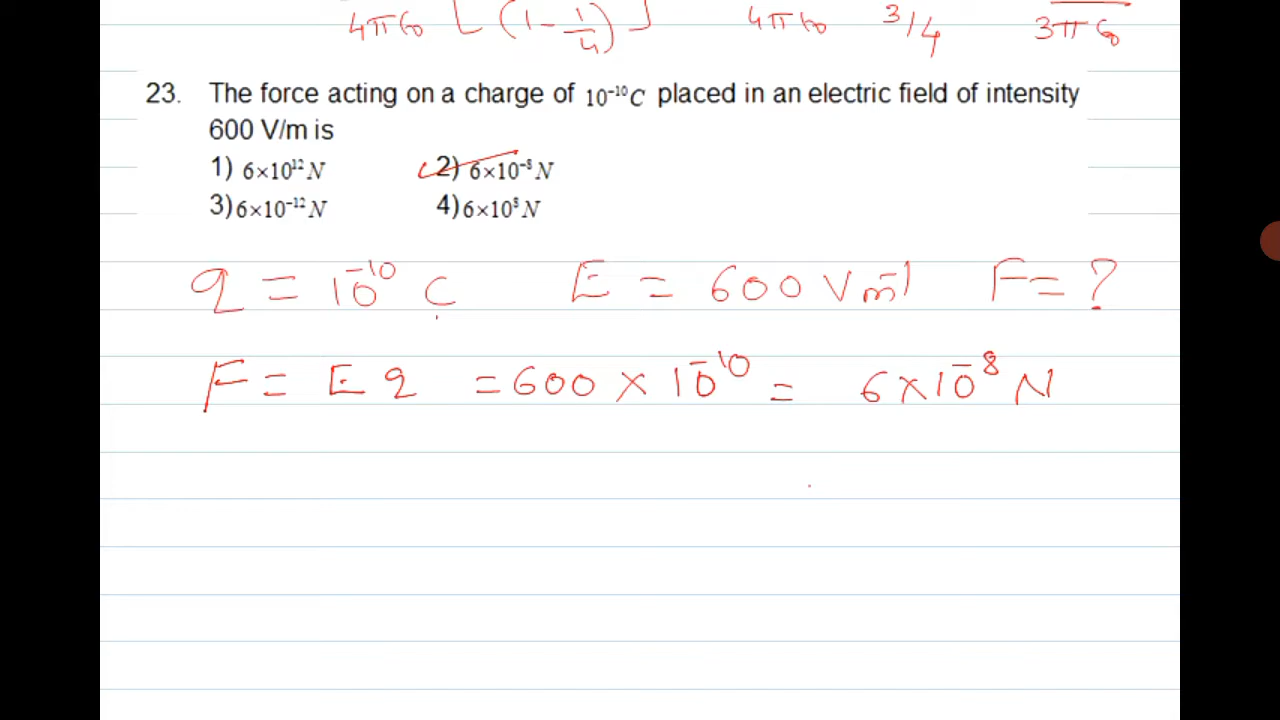 4πϵ₀ [ (1 - 1/4) ] 4πϵ₀ 3/4 3πϵ₀
23. The force acting on a charge of 10⁻¹⁰C placed in an electric field of intensity
600 V/m is
1) 6×10¹²N 2) 6×10⁻⁸N
3)6×10⁻¹²N 4)6×10⁸N
q = 10⁻¹⁰ C E = 600 Vm⁻¹ F = ?
F = Eq = 600 × 10⁻¹⁰ = 6×10⁻⁸ N